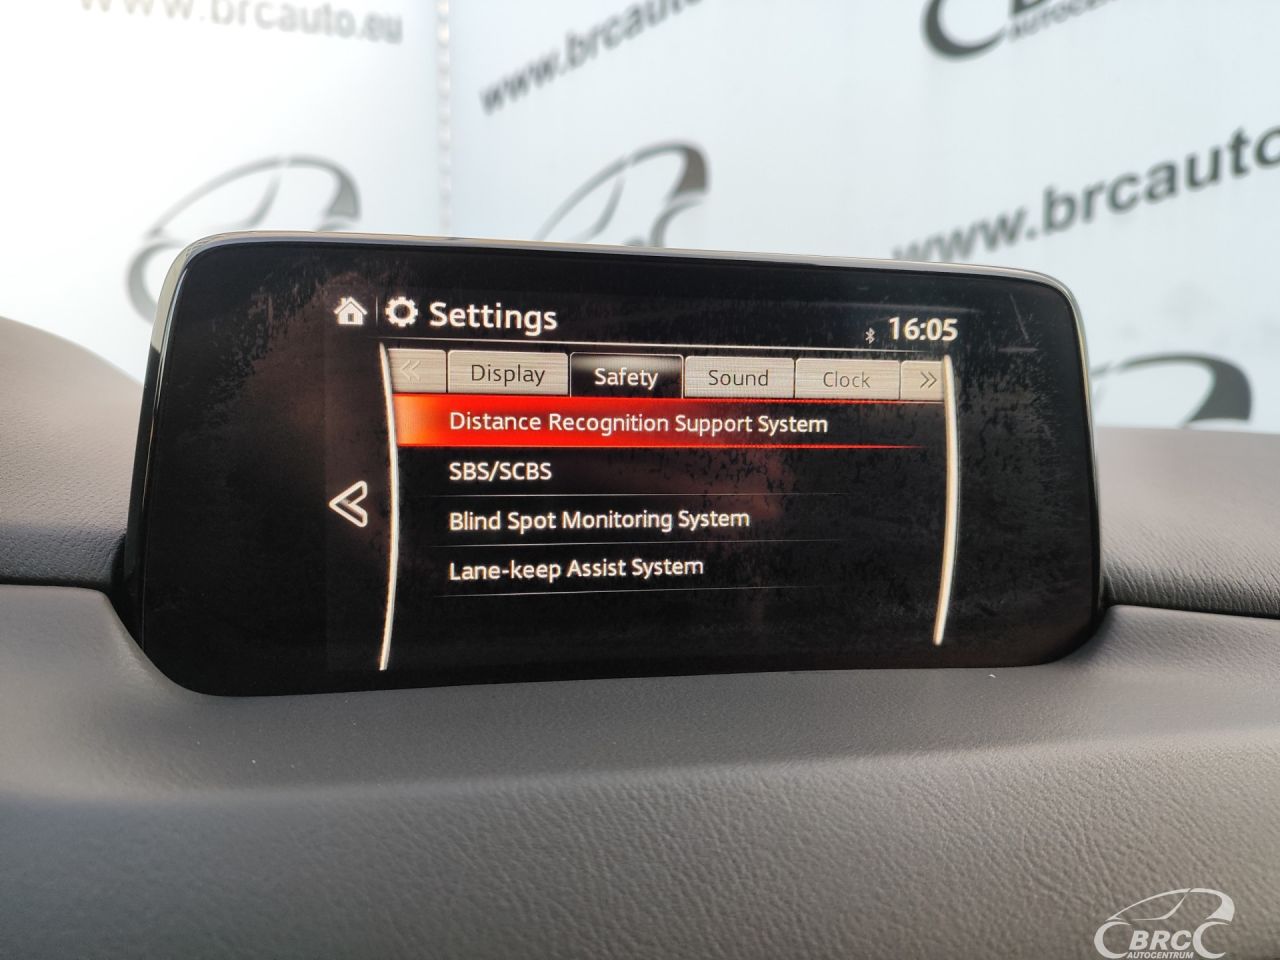 www.brcauto.eu
www.brcauto
AUTOCENTRUM
www.brcauto
Settings
16:05
Display
Safety
Sound
Clock
Distance Recognition Support System
SBS/SCBS
Blind Spot Monitoring System
Lane-keep Assist System
BRC
AUTOCENTRUM